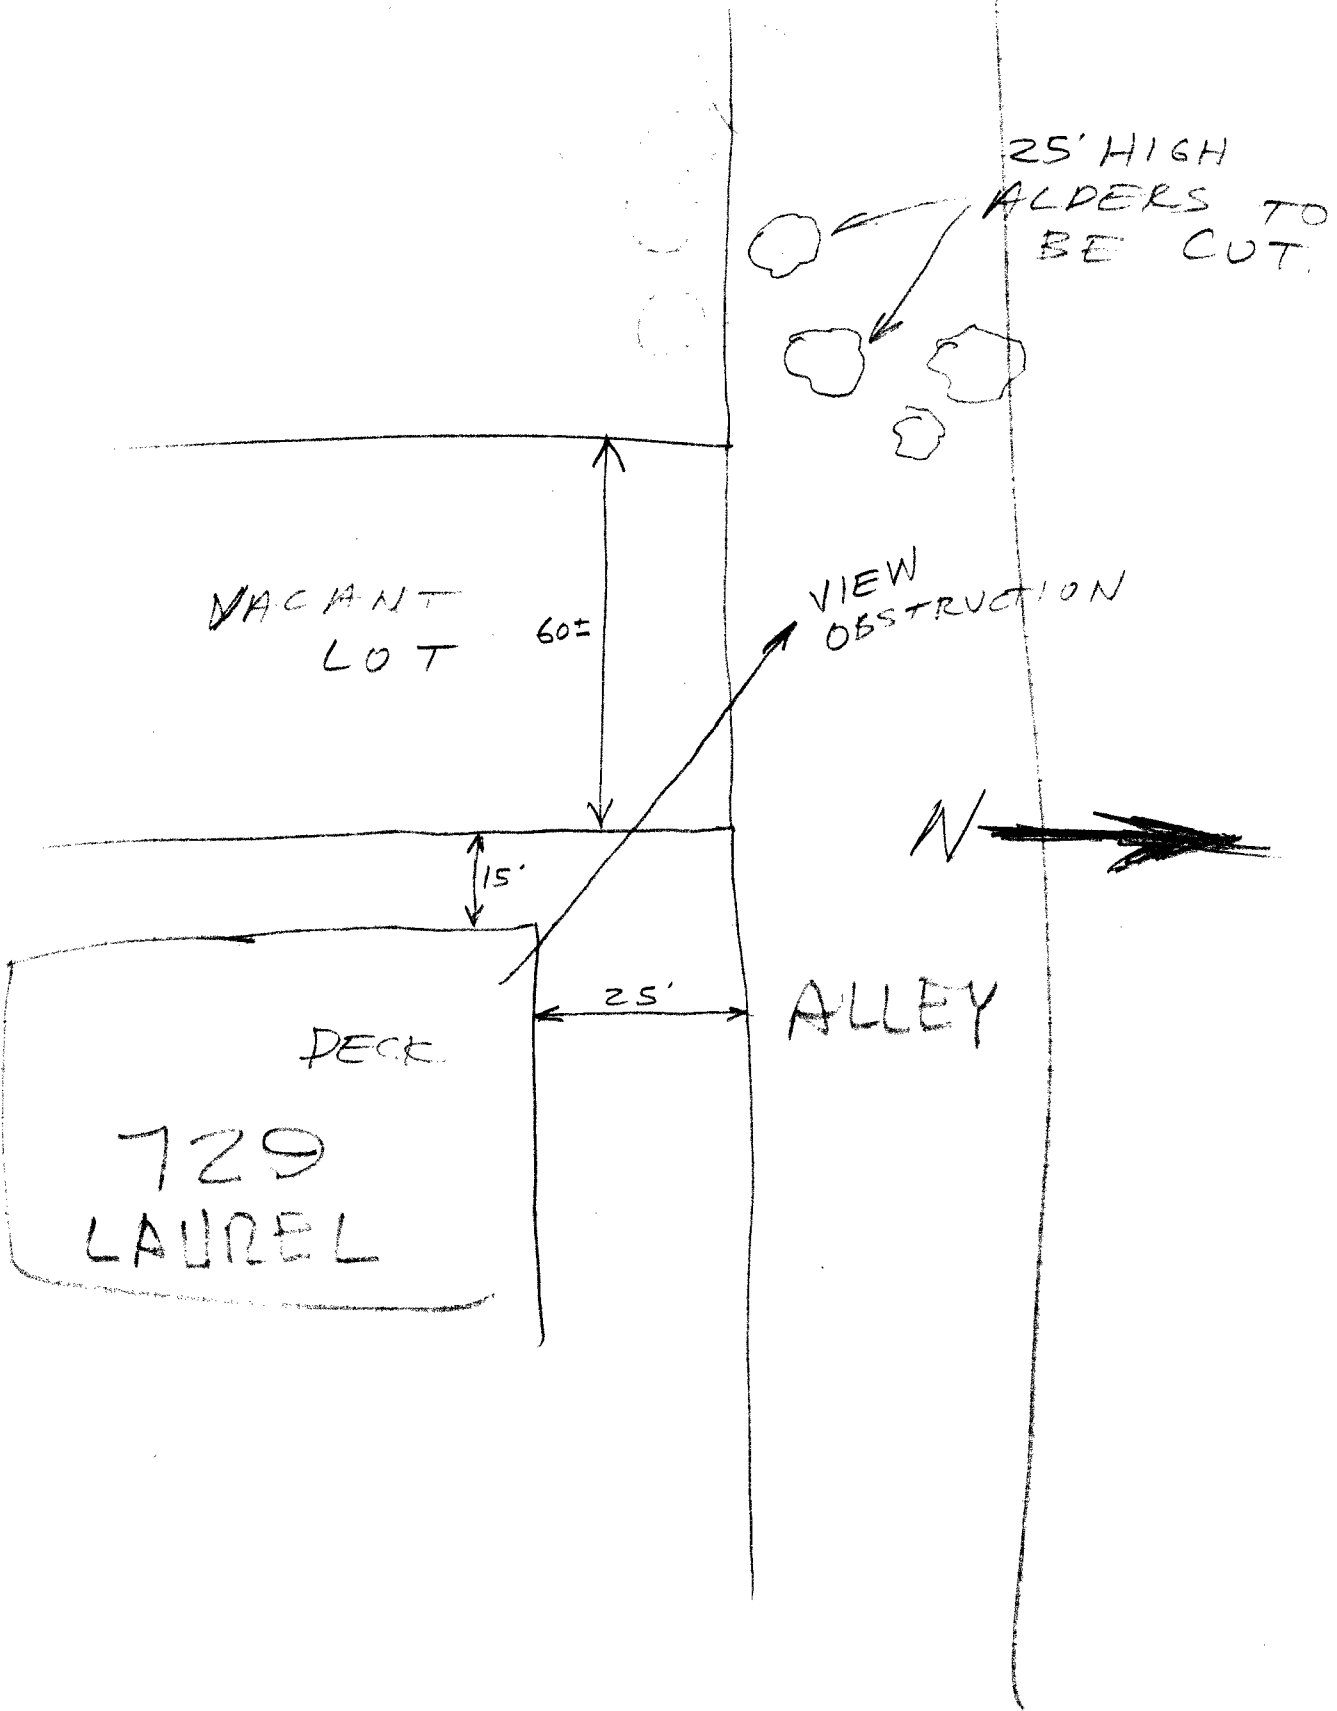 25' HIGH
ALDERS TO
BE CUT.
VIEW
OBSTRUCTION
VACANT
LOT
60±
N
15'
25'
ALLEY
DECK
729
LAUREL